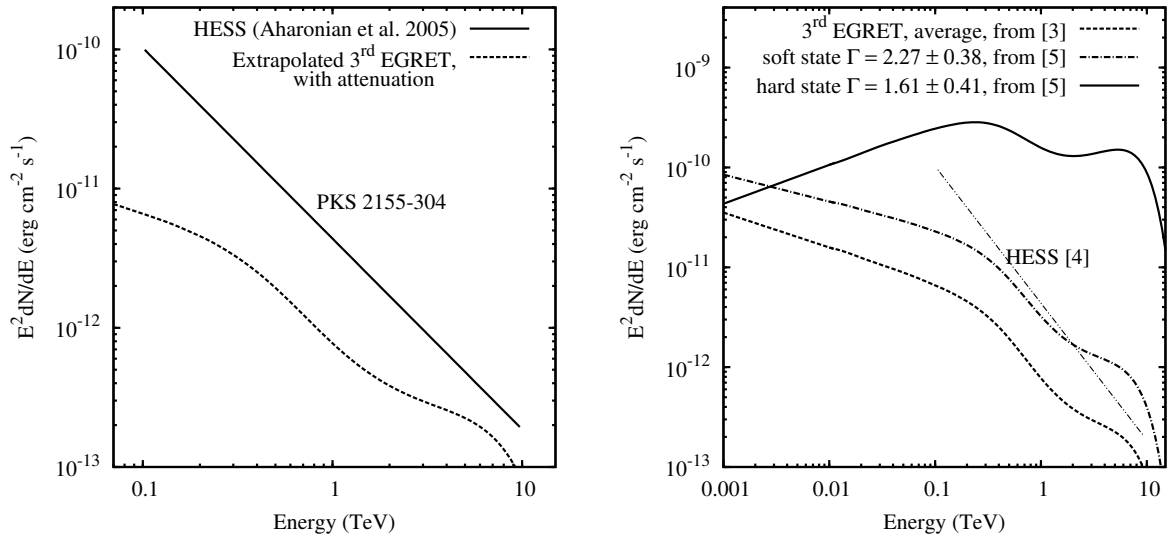 HESS (Aharonian et al. 2005)
Extrapolated 3rd EGRET,
with attenuation
PKS 2155-304
10-10
10-11
10-12
10-13
E2dN/dE (erg cm-2 s-1)
0.1
1
10
Energy (TeV)
3rd EGRET, average, from [3]
soft state Γ = 2.27 ± 0.38, from [5]
hard state Γ = 1.61 ± 0.41, from [5]
HESS [4]
10-9
10-10
10-11
10-12
10-13
E2dN/dE (erg cm-2 s-1)
0.001
0.01
0.1
1
10
Energy (TeV)